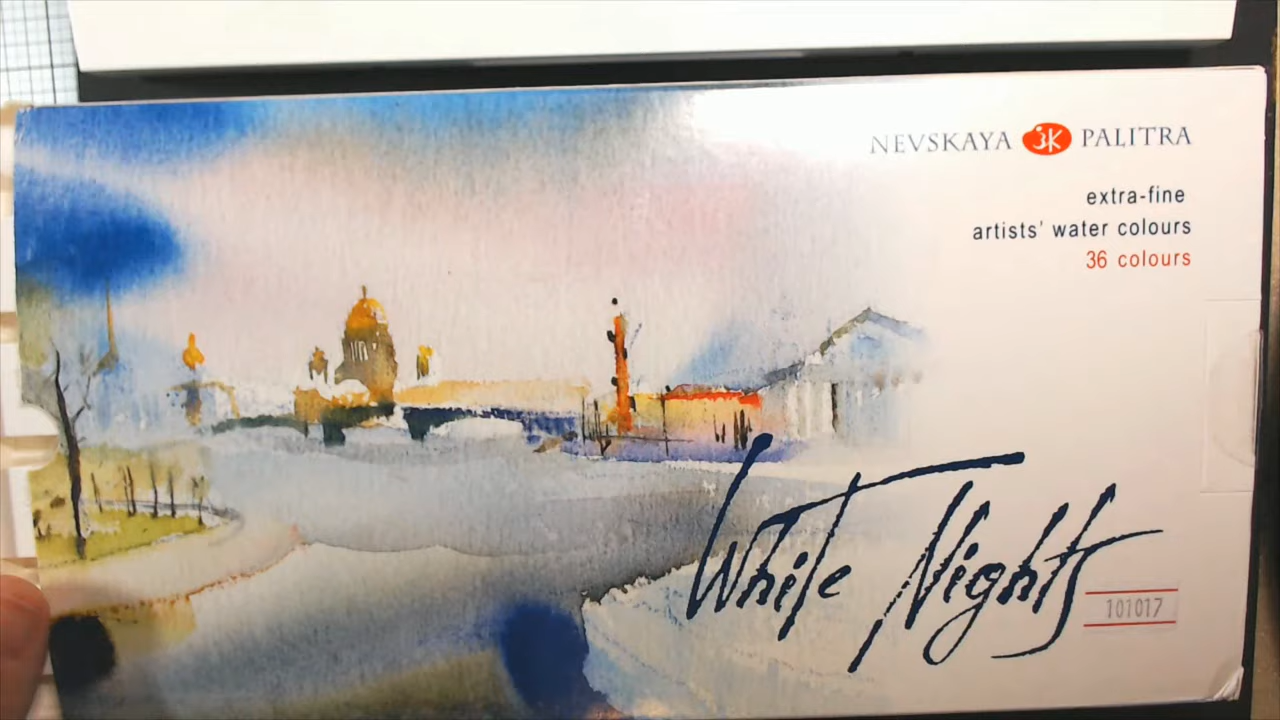 NEVSKAYA ЗК PALITRA
extra-fine
artists' water colours
36 colours
White Nights
101017